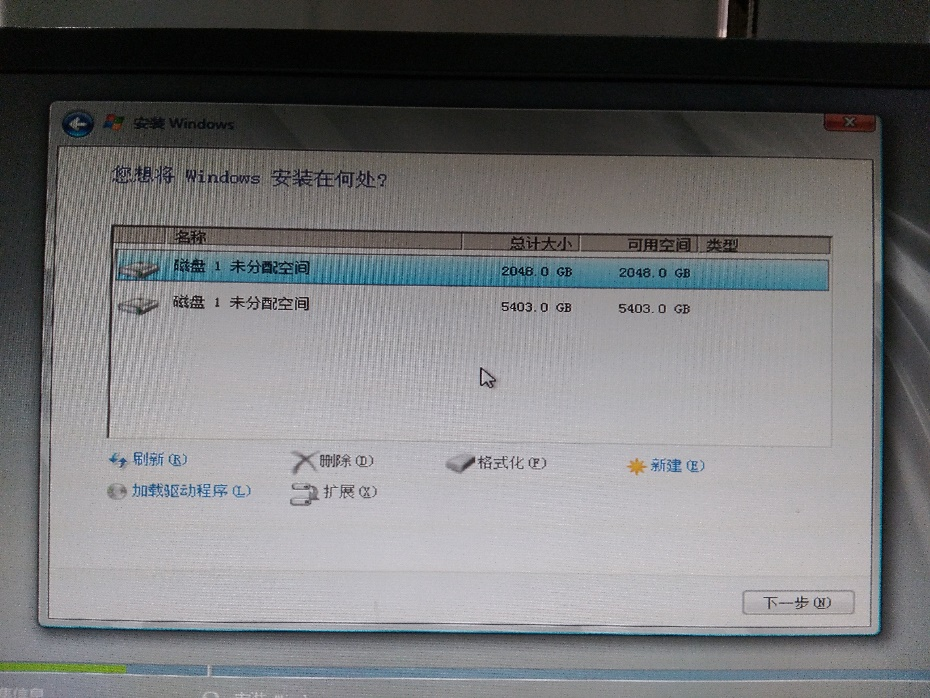 安装 Windows
您想将 Windows 安装在何处?
名称 总计大小 可用空间 类型
磁盘 1 未分配空间 2048.0 GB 2048.0 GB
磁盘 1 未分配空间 5403.0 GB 5403.0 GB
刷新(R) 删除(D) 格式化(F) 新建(E)
加载驱动程序(L) 扩展(X)
下一步(N)